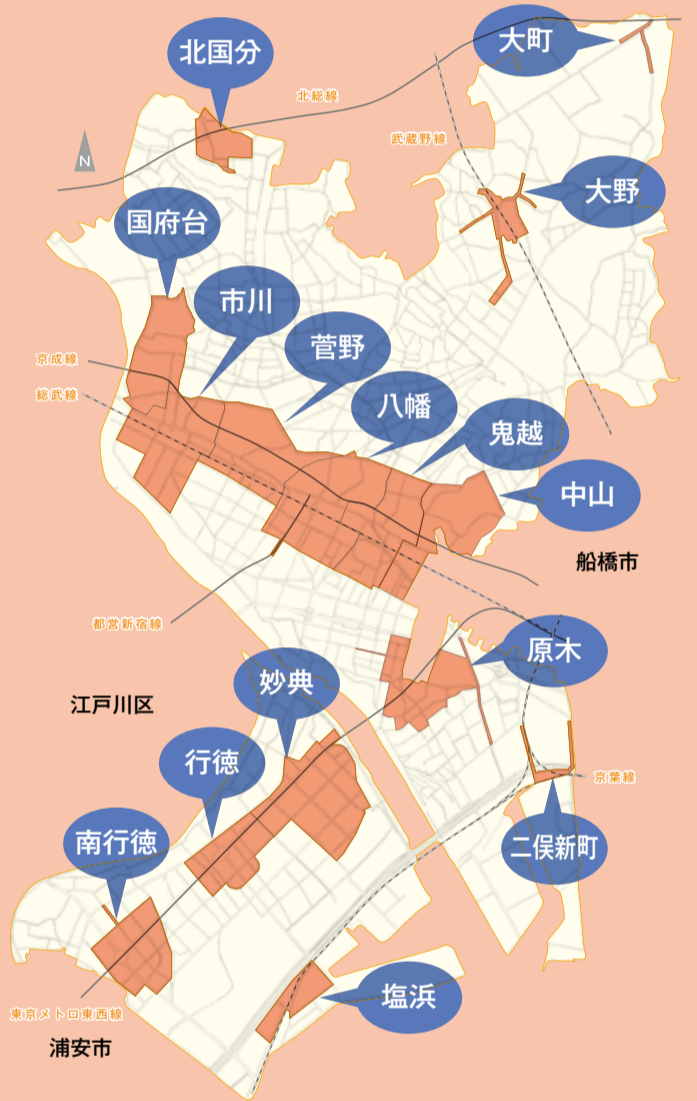 大町
北国分
北総線
武蔵野線
N
大野
国府台
市川
菅野
京成線
総武線
八幡
鬼越
中山
船橋市
都営新宿線
原木
妙典
江戸川区
行徳
京葉線
南行徳
二俣新町
塩浜
東京メトロ東西線
浦安市